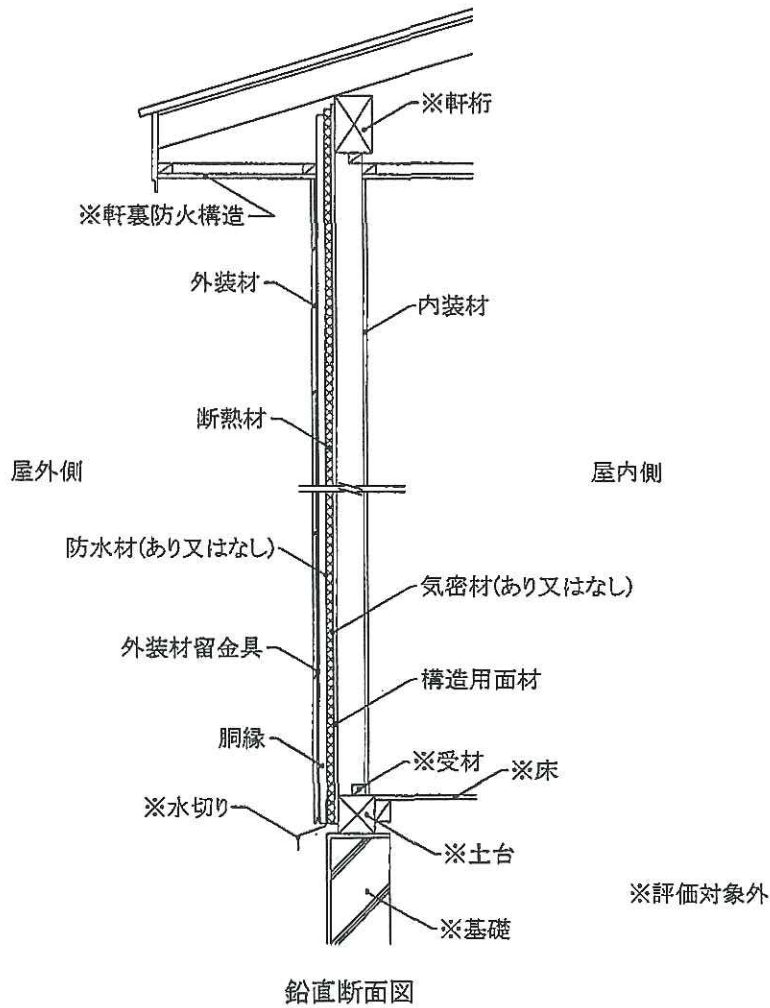 ※軒桁
※軒裏防火構造
外装材
内装材
断熱材
屋外側
屋内側
防水材(あり又はなし)
気密材(あり又はなし)
外装材留金具
構造用面材
胴縁
※受材
※床
※水切り
※土台
※評価対象外
※基礎
鉛直断面図